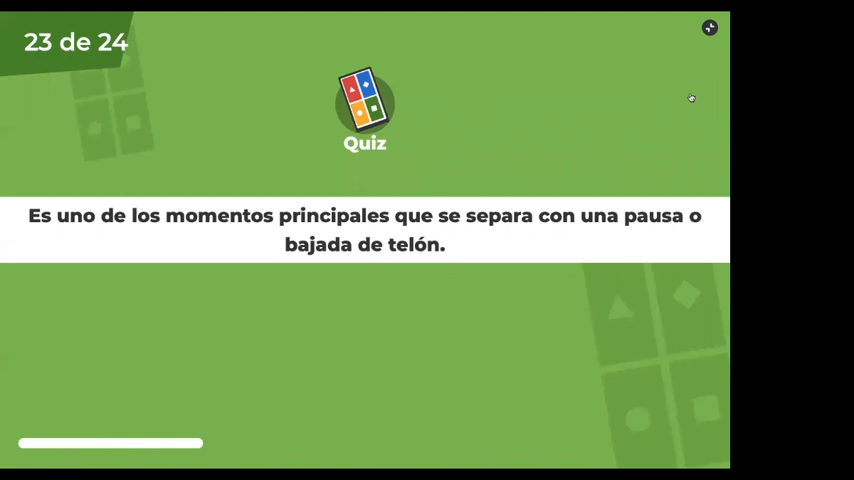 23 de 24
Quiz
Es uno de los momentos principales que se separa con una pausa o
bajada de telón.